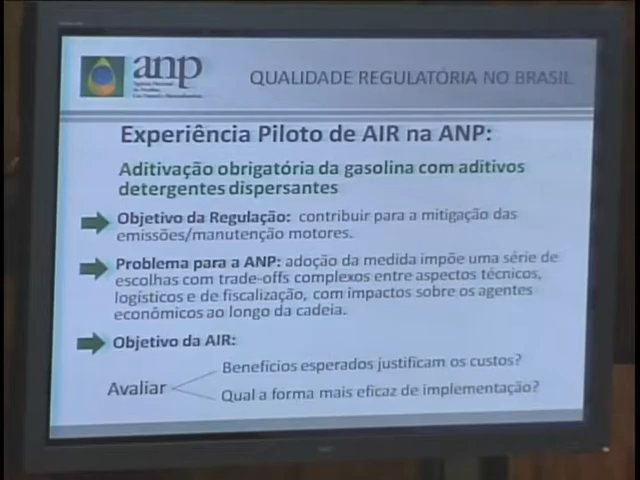 anp
QUALIDADE REGULATÓRIA NO BRASIL
Experiência Piloto de AIR na ANP:
Aditivação obrigatória da gasolina com aditivos
detergentes dispersantes
Objetivo da Regulação: contribuir para a mitigação das
emissões/manutenção motores.
Problema para a ANP: adoção da medida impõe uma série de
escolhas com trade-offs complexos entre aspectos técnicos,
logísticos e de fiscalização, com impactos sobre os agentes
econômicos ao longo da cadeia.
Objetivo da AIR:
Benefícios esperados justificam os custos?
Avaliar
Qual a forma mais eficaz de implementação?